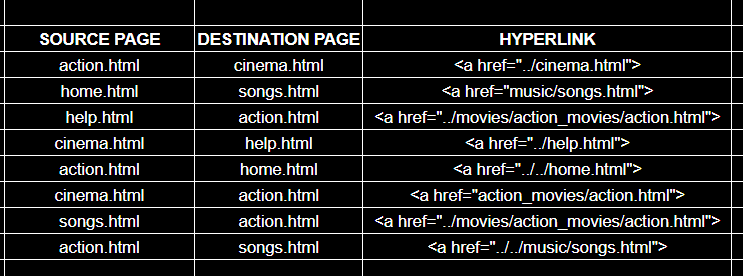 SOURCE PAGE DESTINATION PAGE HYPERLINK
action.html cinema.html <a href="../cinema.html">
home.html songs.html <a href="music/songs.html">
help.html action.html <a href="../movies/action_movies/action.html">
cinema.html help.html <a href="../help.html">
action.html home.html <a href="../../home.html">
cinema.html action.html <a href="action_movies/action.html">
songs.html action.html <a href="../movies/action_movies/action.html">
action.html songs.html <a href="../../music/songs.html">